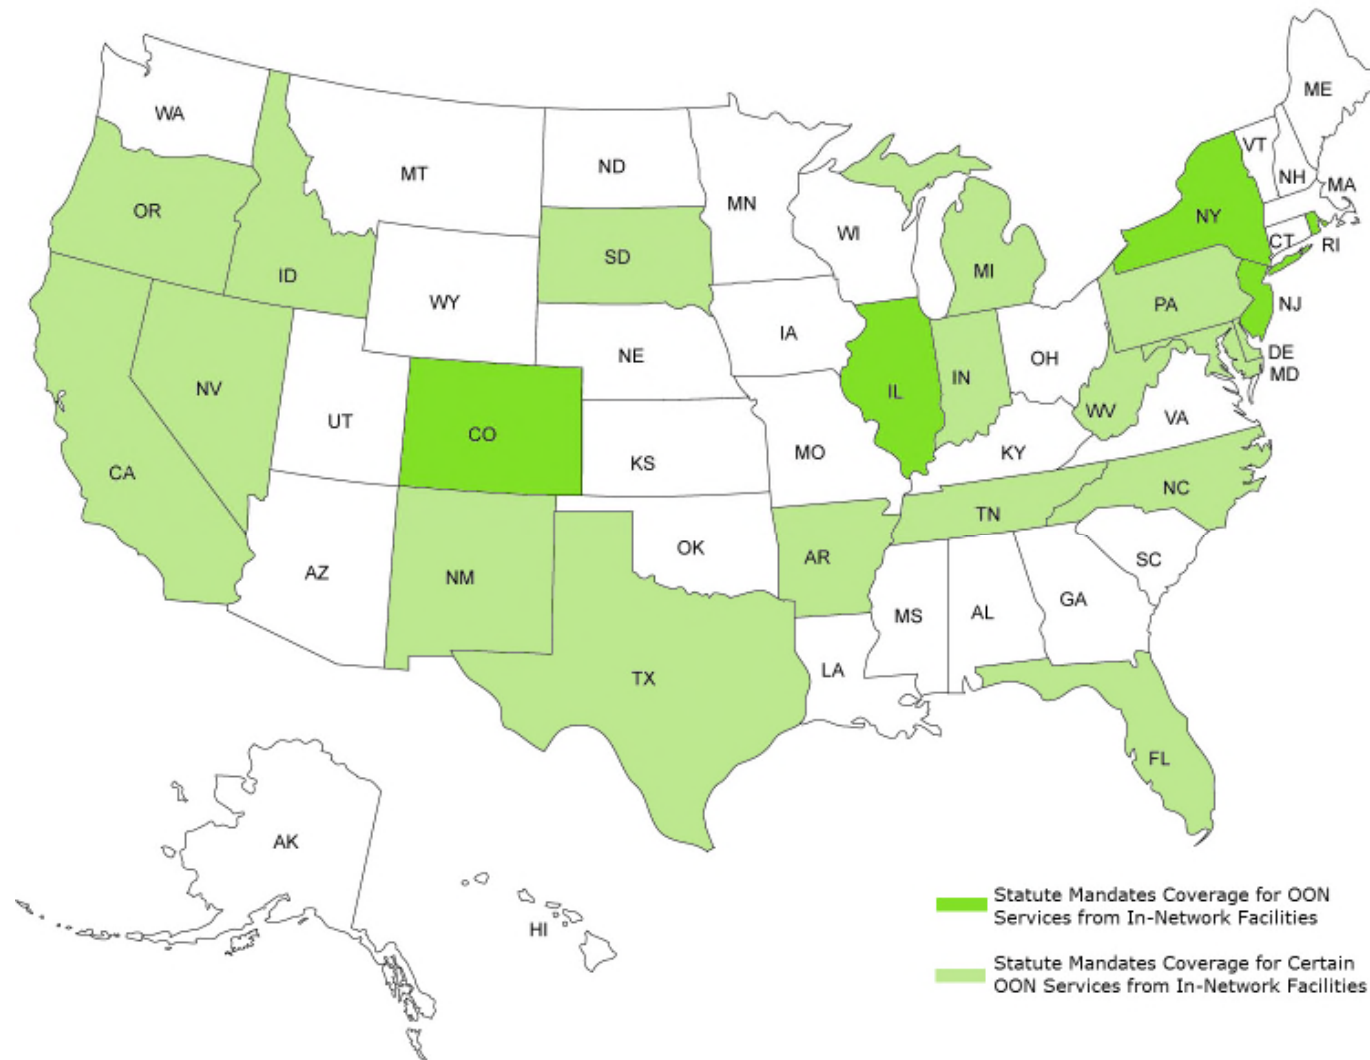 WA
MT
ND
MN
ME
VT
NH
MA
OR
ID
SD
WI
MI
NY
CT
RI
WY
IA
PA
NJ
NE
OH
DE
MD
NV
UT
CO
IL
IN
WV
VA
CA
KS
MO
KY
NC
TN
AZ
NM
OK
AR
SC
MS
AL
GA
TX
LA
FL
AK
HI
Statute Mandates Coverage for OON
Services from In-Network Facilities
Statute Mandates Coverage for Certain
OON Services from In-Network Facilities